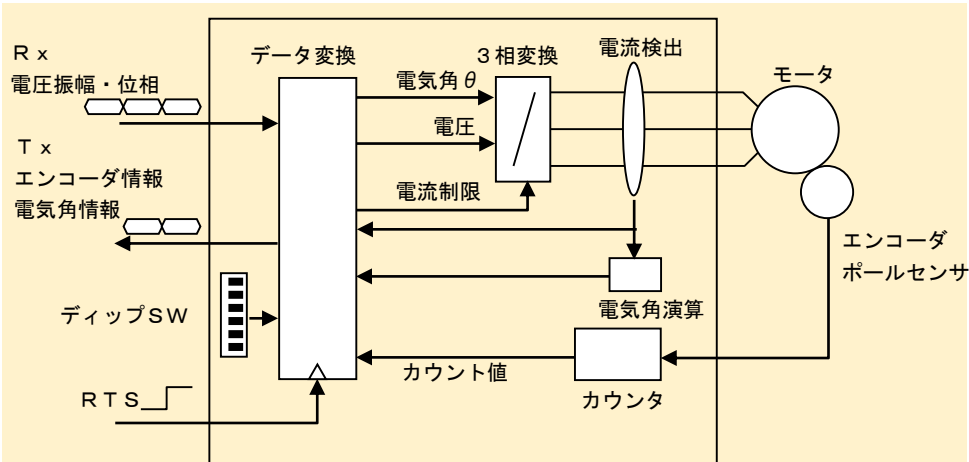 Ｒｘ
電圧振幅・位相
Ｔｘ
エンコーダ情報
電気角情報
ディップＳＷ
ＲＴＳ
データ変換
電気角θ
電圧
電流制限
３相変換
電流検出
電気角演算
カウント値
カウンタ
モータ
エンコーダ
ポールセンサ